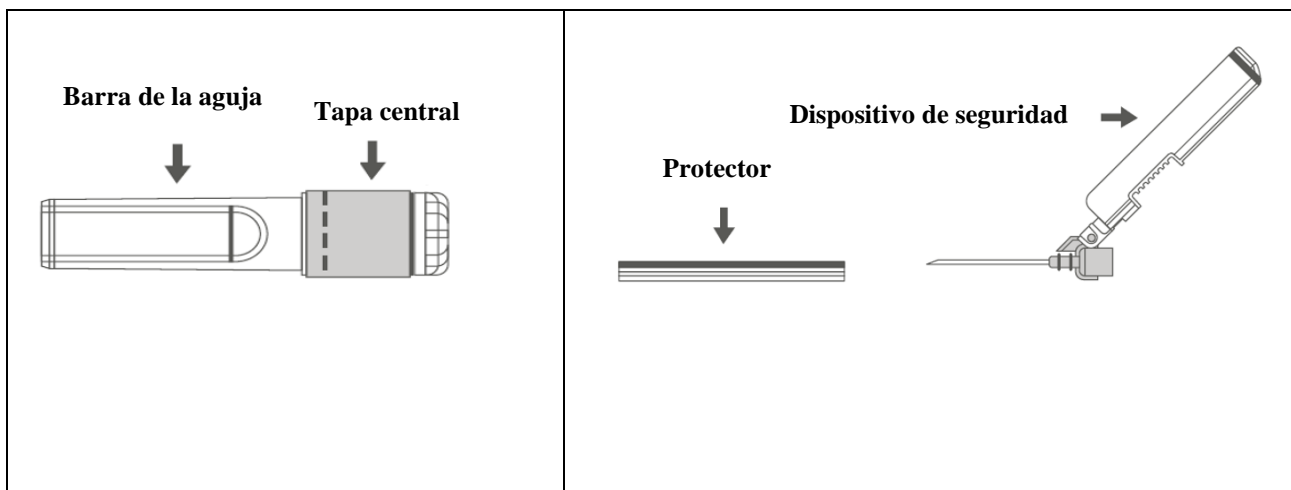 Barra de la aguja
Tapa central
Dispositivo de seguridad
Protector